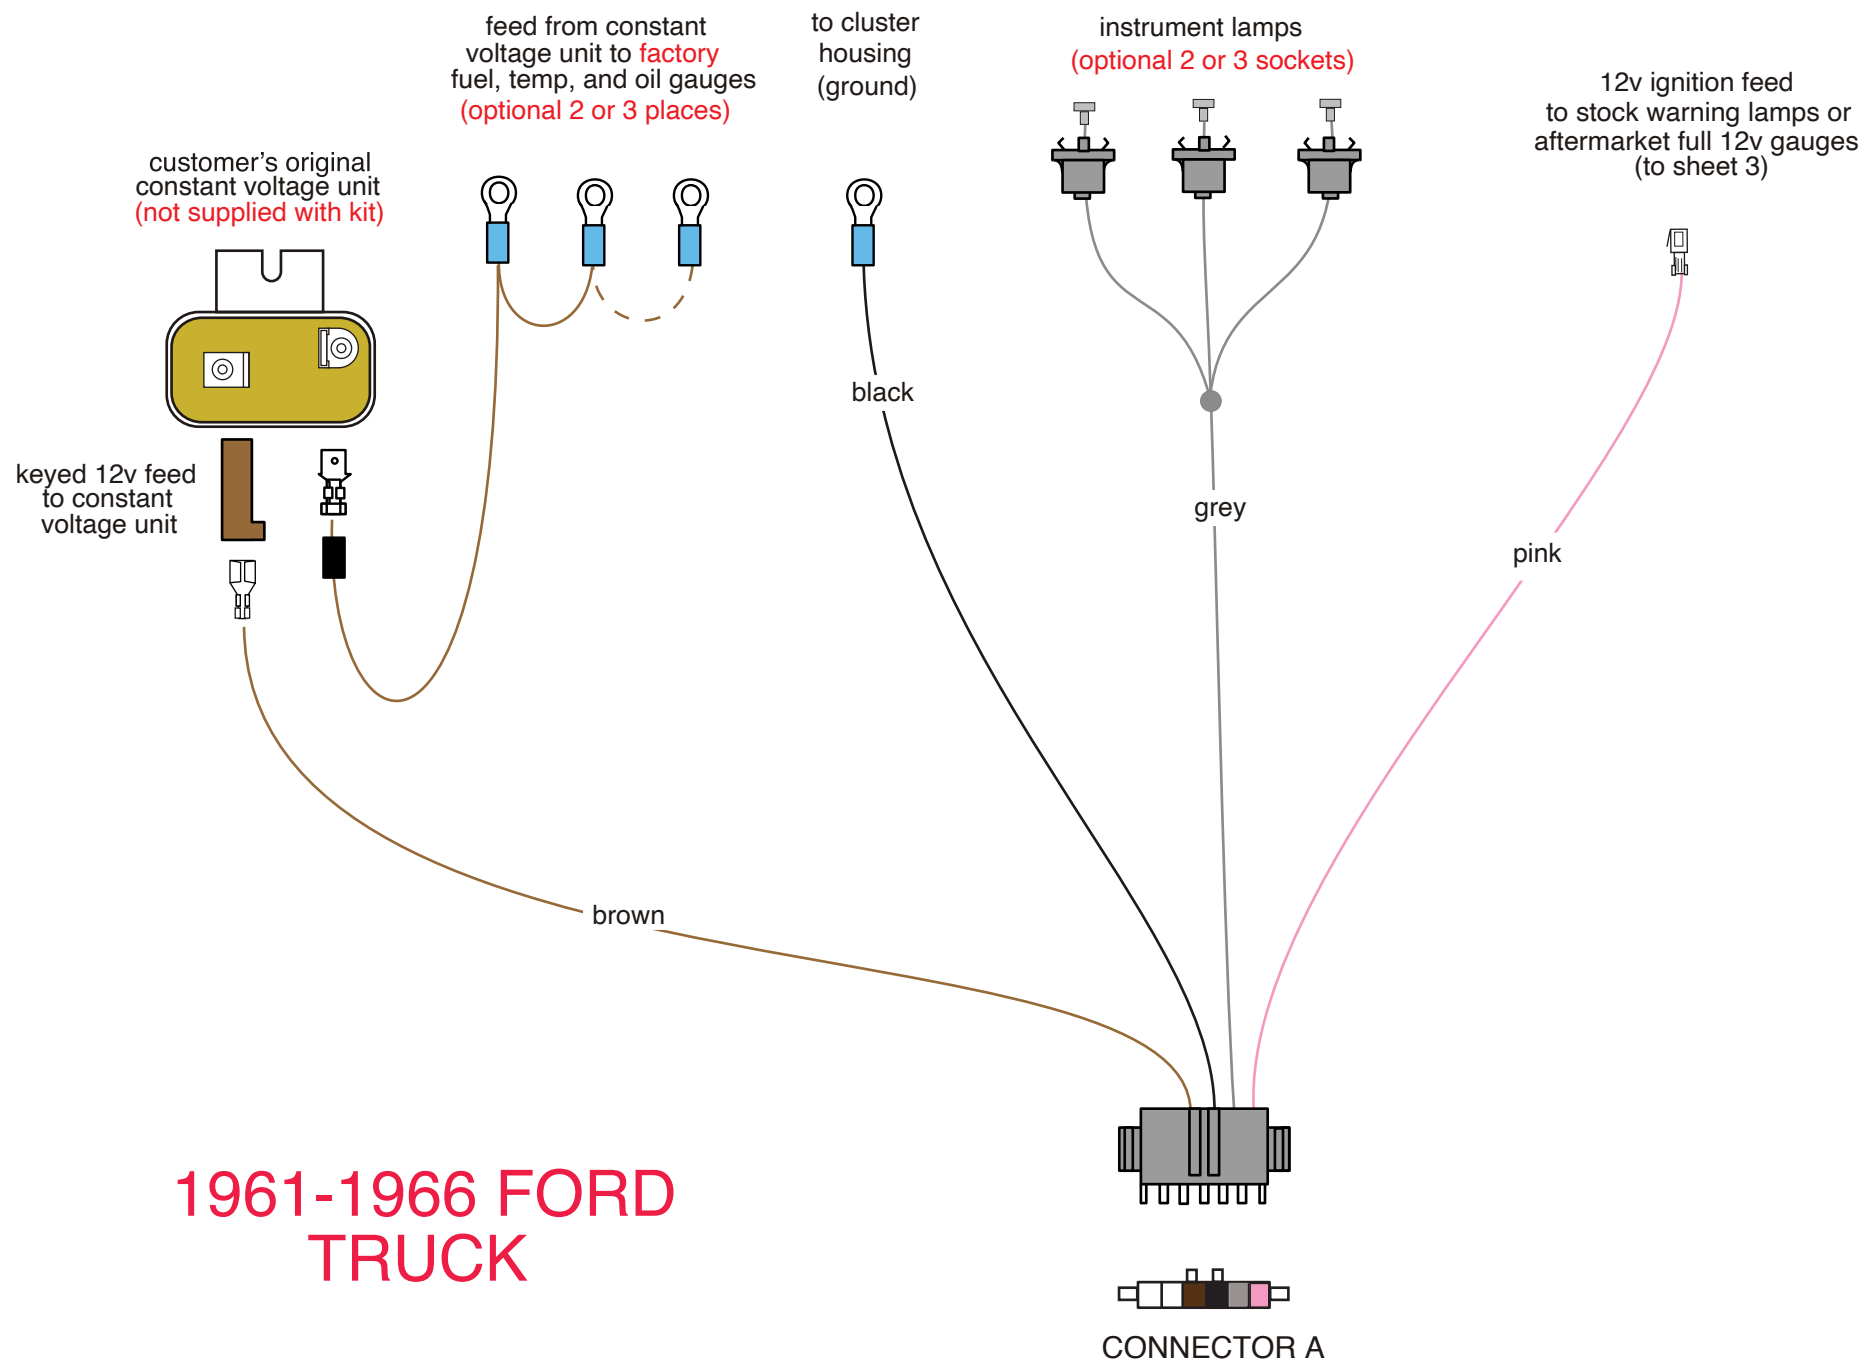 feed from constant
voltage unit to factory
fuel, temp, and oil gauges
(optional 2 or 3 places)
to cluster
housing
(ground)
instrument lamps
(optional 2 or 3 sockets)
12v ignition feed
to stock warning lamps or
aftermarket full 12v gauges
(to sheet 3)
customer’s original
constant voltage unit
(not supplied with kit)
black
keyed 12v feed
to constant
voltage unit
grey
pink
brown
1961-1966 FORD
TRUCK
CONNECTOR A